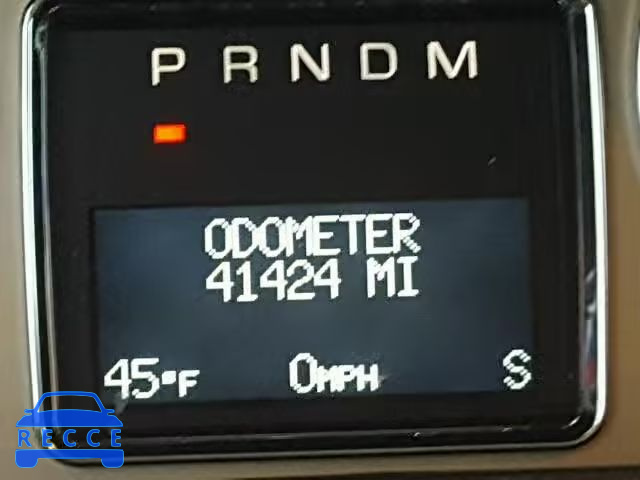 P R N D M
ODOMETER
41424 MI
45°F 0MPH S
RECCE